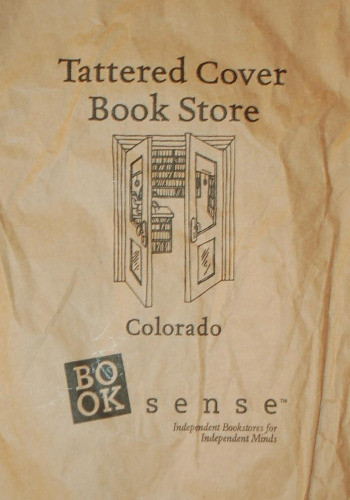 Tattered Cover
Book Store
Colorado
BO
OK
sense™
Independent Bookstores for
Independent Minds